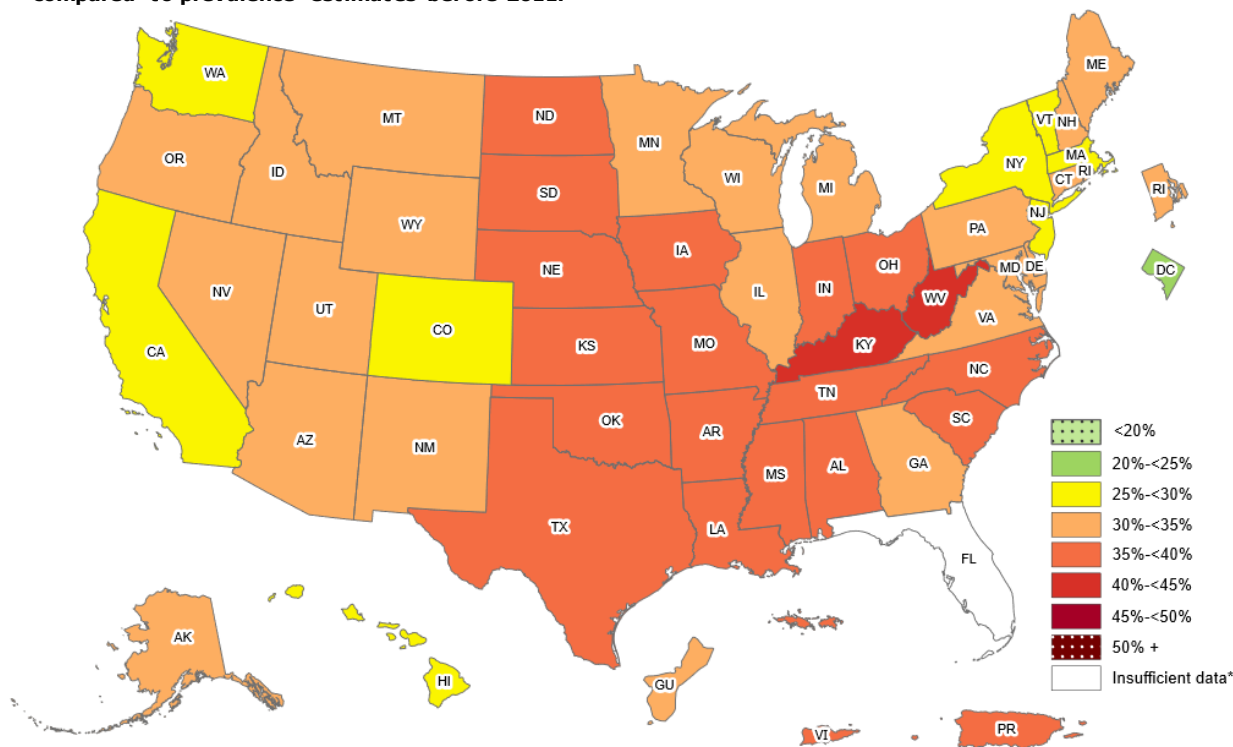 compared to prevalence estimates before 2011.
WA
MT
ND
MN
ME
VT
NH
OR
ID
SD
WI
MI
NY
MA
CT
RI
RI
WY
IA
PA
NJ
NE
NV
UT
CO
IL
IN
OH
MD
DE
DC
CA
KS
MO
WV
KY
VA
AZ
NM
OK
AR
TN
NC
SC
MS
AL
GA
TX
LA
FL
AK
HI
GU
VI
PR
<20%
20%-<25%
25%-<30%
30%-<35%
35%-<40%
40%-<45%
45%-<50%
50% +
Insufficient data*